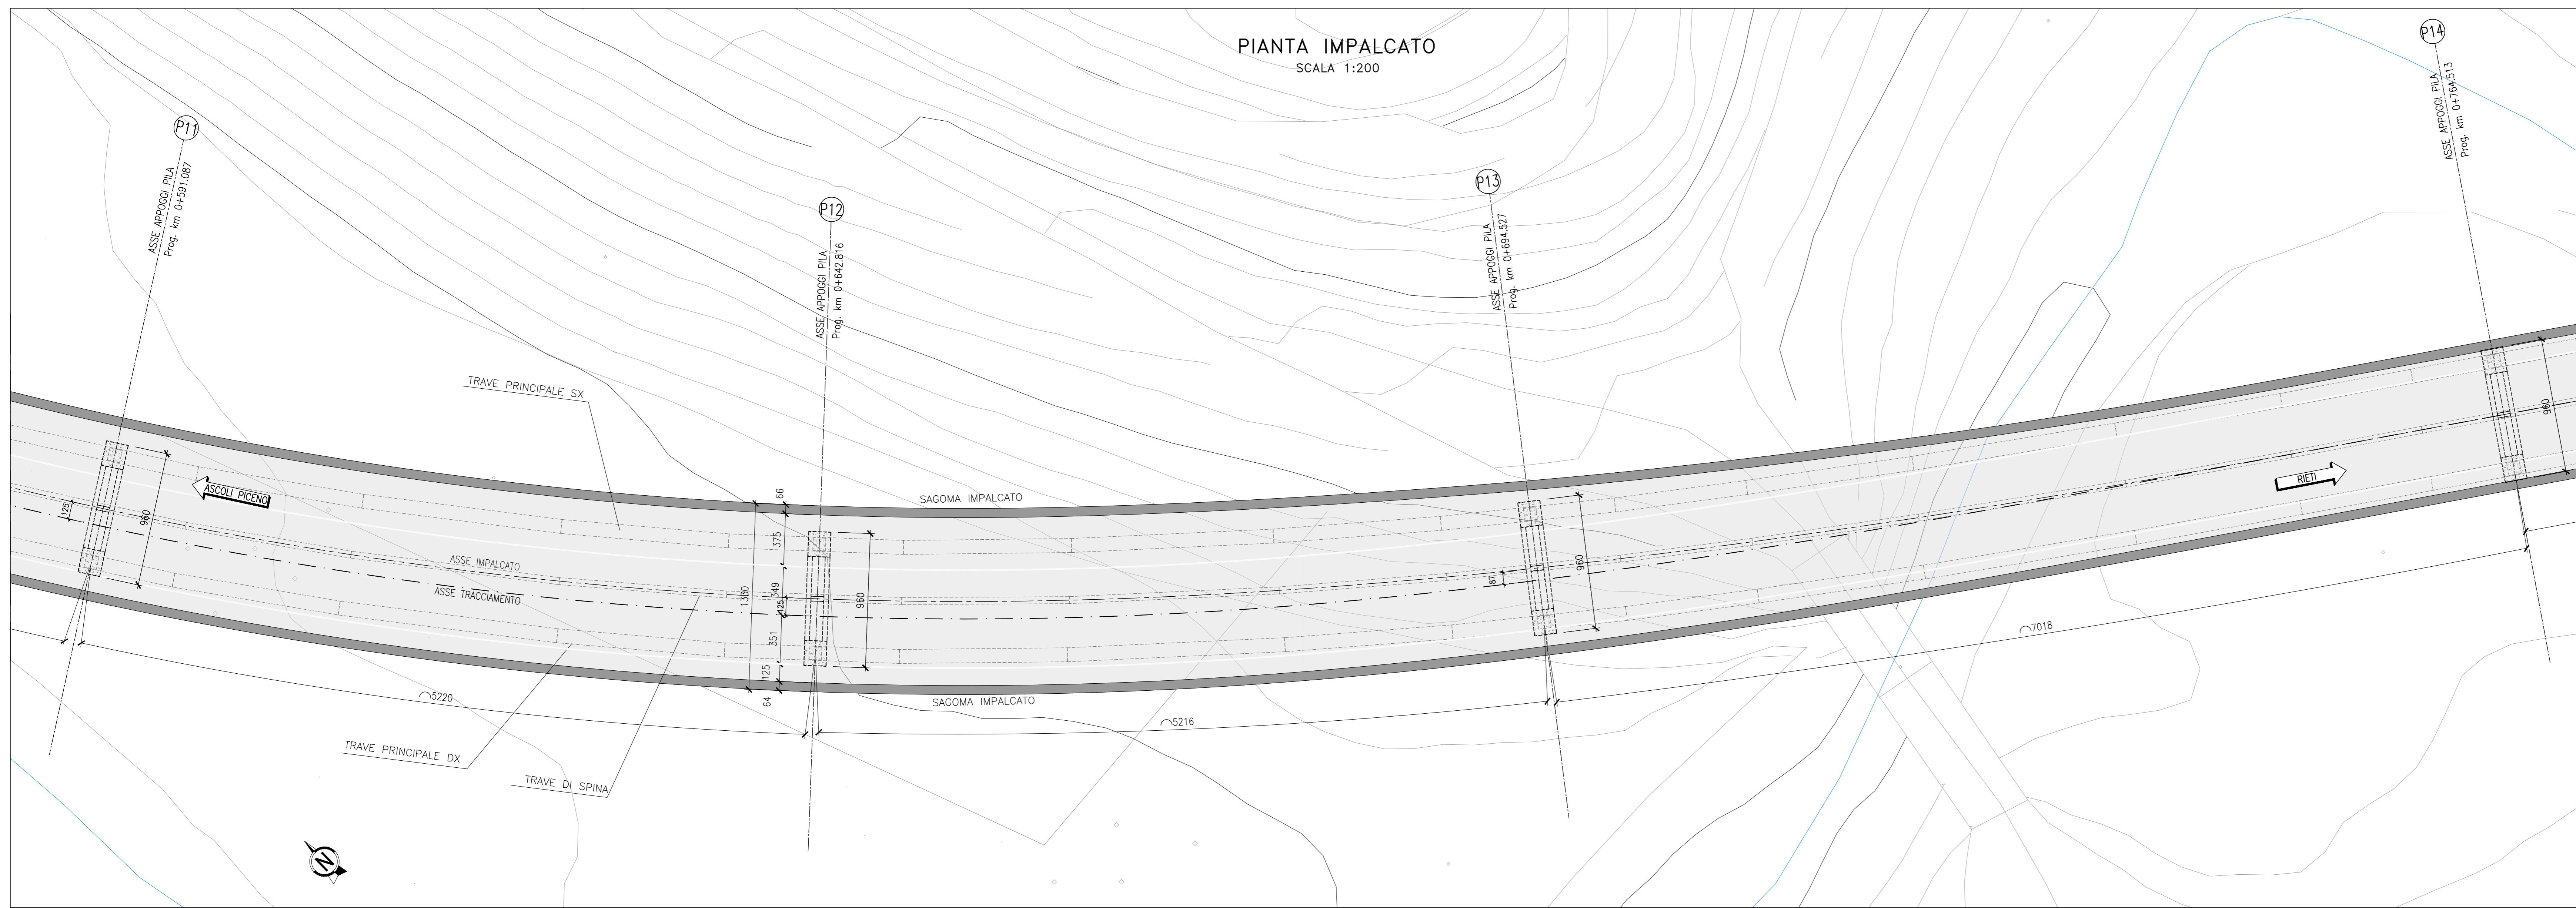 PIANTA IMPALCATO
SCALA 1:200
P11
ASSE APPOGGI PILA
Prog. km 0+591.087
P12
ASSE APPOGGI PILA
Prog. km 0+642.816
P13
ASSE APPOGGI PILA
Prog. km 0+694.527
P14
ASSE APPOGGI PILA
Prog. km 0+764.513
TRAVE PRINCIPALE SX
ASCOLI PICENO
RIETI
SAGOMA IMPALCATO
ASSE IMPALCATO
ASSE TRACCIAMENTO
125
960
66
375
1330
349
125
351
125
64
960
87
960
960
SAGOMA IMPALCATO
5220
5216
7018
TRAVE PRINCIPALE DX
TRAVE DI SPINA
N